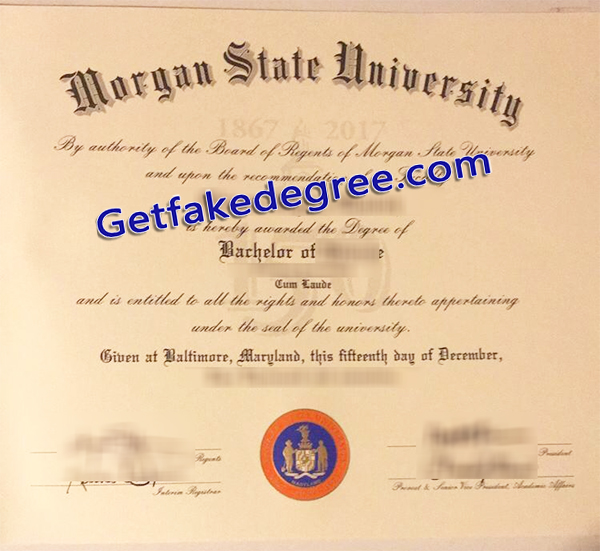 Morgan State University
1867 2017
By authority of the Board of Regents of Morgan State University
and upon the recommendation of
Getfakedegree.com
is hereby awarded the Degree of
Bachelor of
Cum Laude
and is entitled to all the rights and honors thereto appertaining
under the seal of the university.
Given at Baltimore, Maryland, this fifteenth day of December,
Regents
President
Interim Registrar
Provost & Senior Vice President, Academic Affairs
MARYLAND